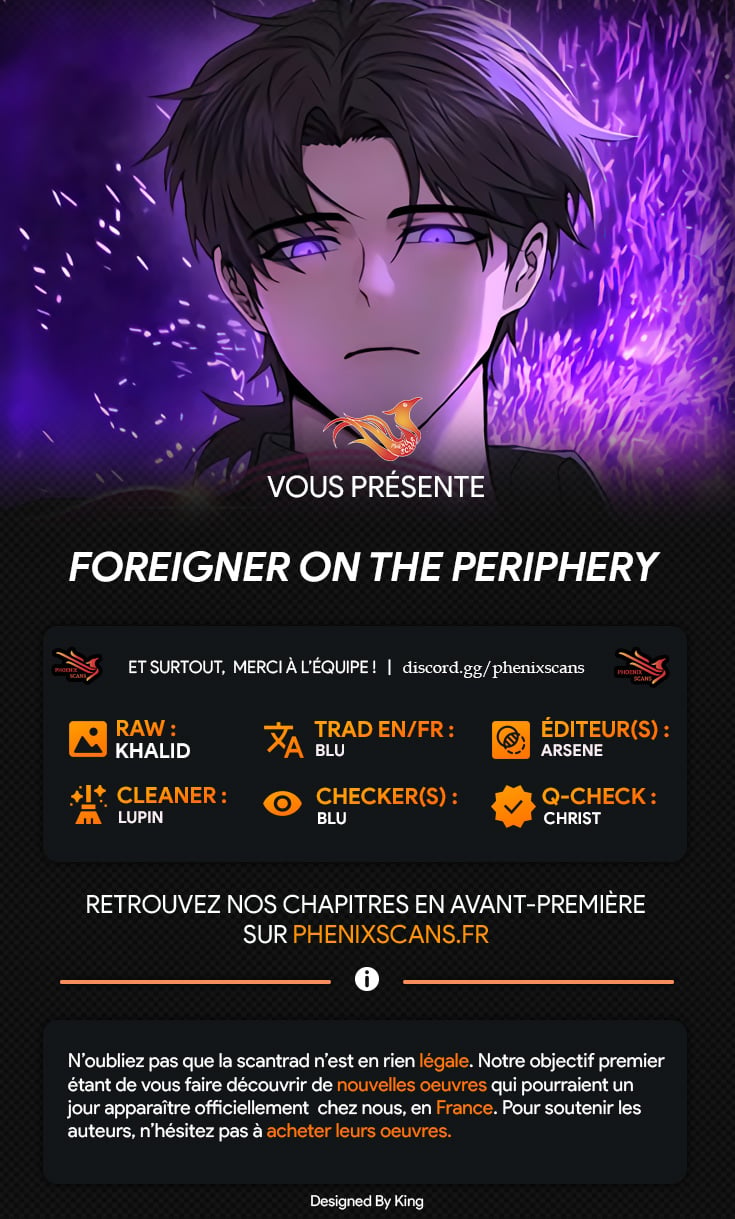 VOUS PRÉSENTE
FOREIGNER ON THE PERIPHERY
PHOENIX SCANS
ET SURTOUT, MERCI À L'ÉQUIPE ! | discord.gg/phenixscans
PHOENIX SCANS
RAW :
KHALID
TRAD EN/FR :
BLU
ÉDITEUR(S) :
ARSENE
CLEANER :
LUPIN
CHECKER(S) :
BLU
Q-CHECK :
CHRIST
RETROUVEZ NOS CHAPITRES EN AVANT-PREMIÈRE
SUR PHENIXSCANS.FR
N'oubliez pas que la scantrad n'est en rien légale. Notre objectif premier
étant de vous faire découvrir de nouvelles oeuvres qui pourraient un
jour apparaître officiellement chez nous, en France. Pour soutenir les
auteurs, n'hésitez pas à acheter leurs oeuvres.
Designed By King